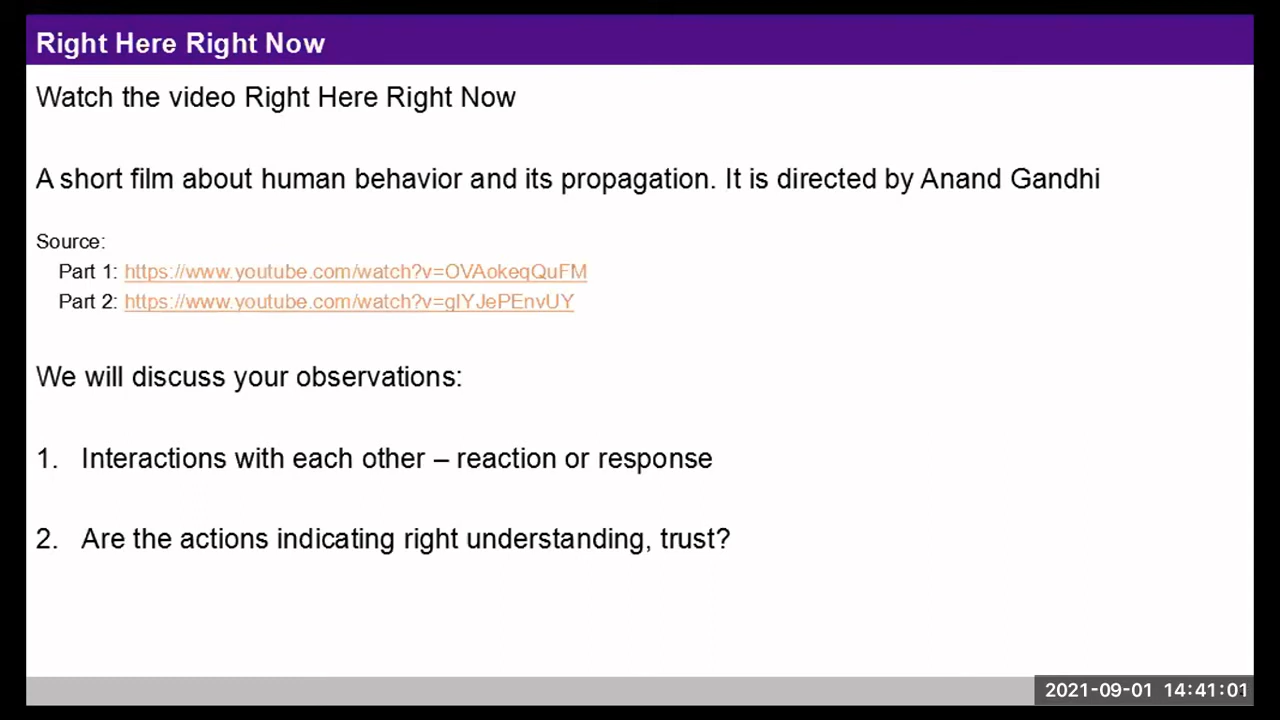 Right Here Right Now
Watch the video Right Here Right Now
A short film about human behavior and its propagation. It is directed by Anand Gandhi
Source:
Part 1: https://www.youtube.com/watch?v=OVAokeqQuFM
Part 2: https://www.youtube.com/watch?v=gIYJePEnvUY
We will discuss your observations:
1. Interactions with each other – reaction or response
2. Are the actions indicating right understanding, trust?
2021-09-01 14:41:01